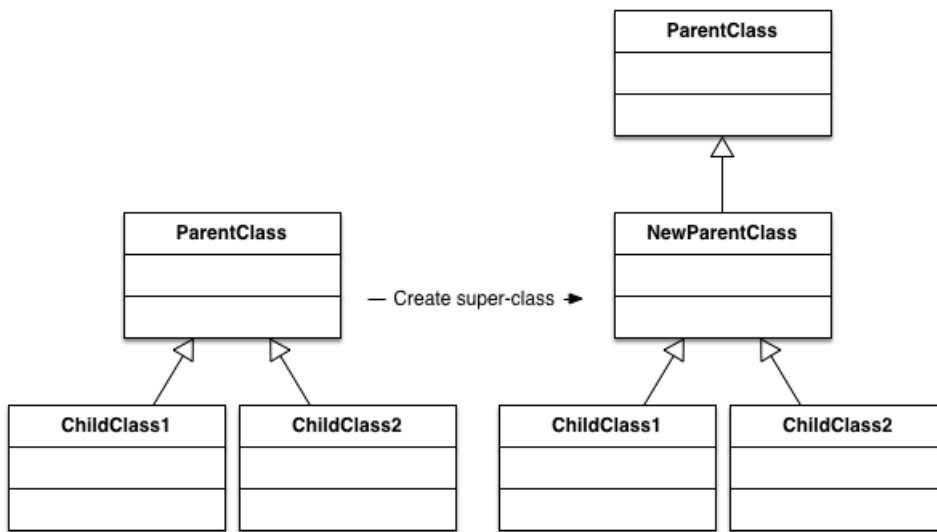 ParentClass
ParentClass
NewParentClass
— Create super-class
ChildClass1
ChildClass2
ChildClass1
ChildClass2